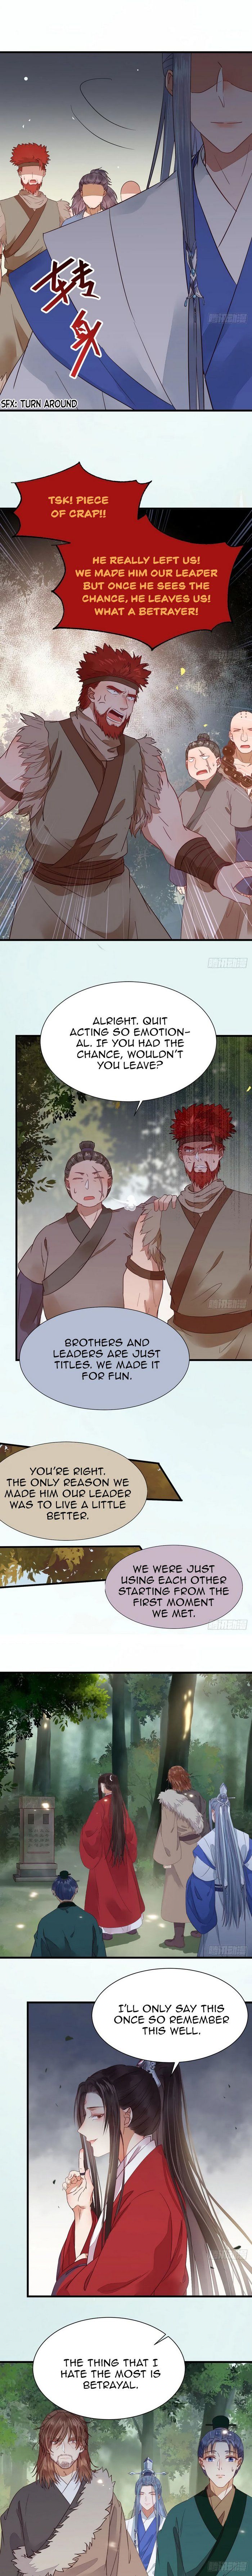 转身
SFX: TURN AROUND
TSK! PIECE
OF CRAP!!
HE REALLY LEFT US!
WE MADE HIM OUR LEADER
BUT ONCE HE SEES THE
CHANCE, HE LEAVES US!
WHAT A BETRAYER!
ALRIGHT. QUIT
ACTING SO EMOTION-
AL. IF YOU HAD THE
CHANCE, WOULDN'T
YOU LEAVE?
BROTHERS AND
LEADERS ARE JUST
TITLES. WE MADE IT
FOR FUN.
YOU'RE RIGHT.
THE ONLY REASON WE
MADE HIM OUR LEADER
WAS TO LIVE A LITTLE
BETTER.
WE WERE JUST
USING EACH OTHER
STARTING FROM THE
FIRST MOMENT
WE MET.
I'LL ONLY SAY THIS
ONCE SO REMEMBER
THIS WELL.
THE THING THAT I
HATE THE MOST IS
BETRAYAL.